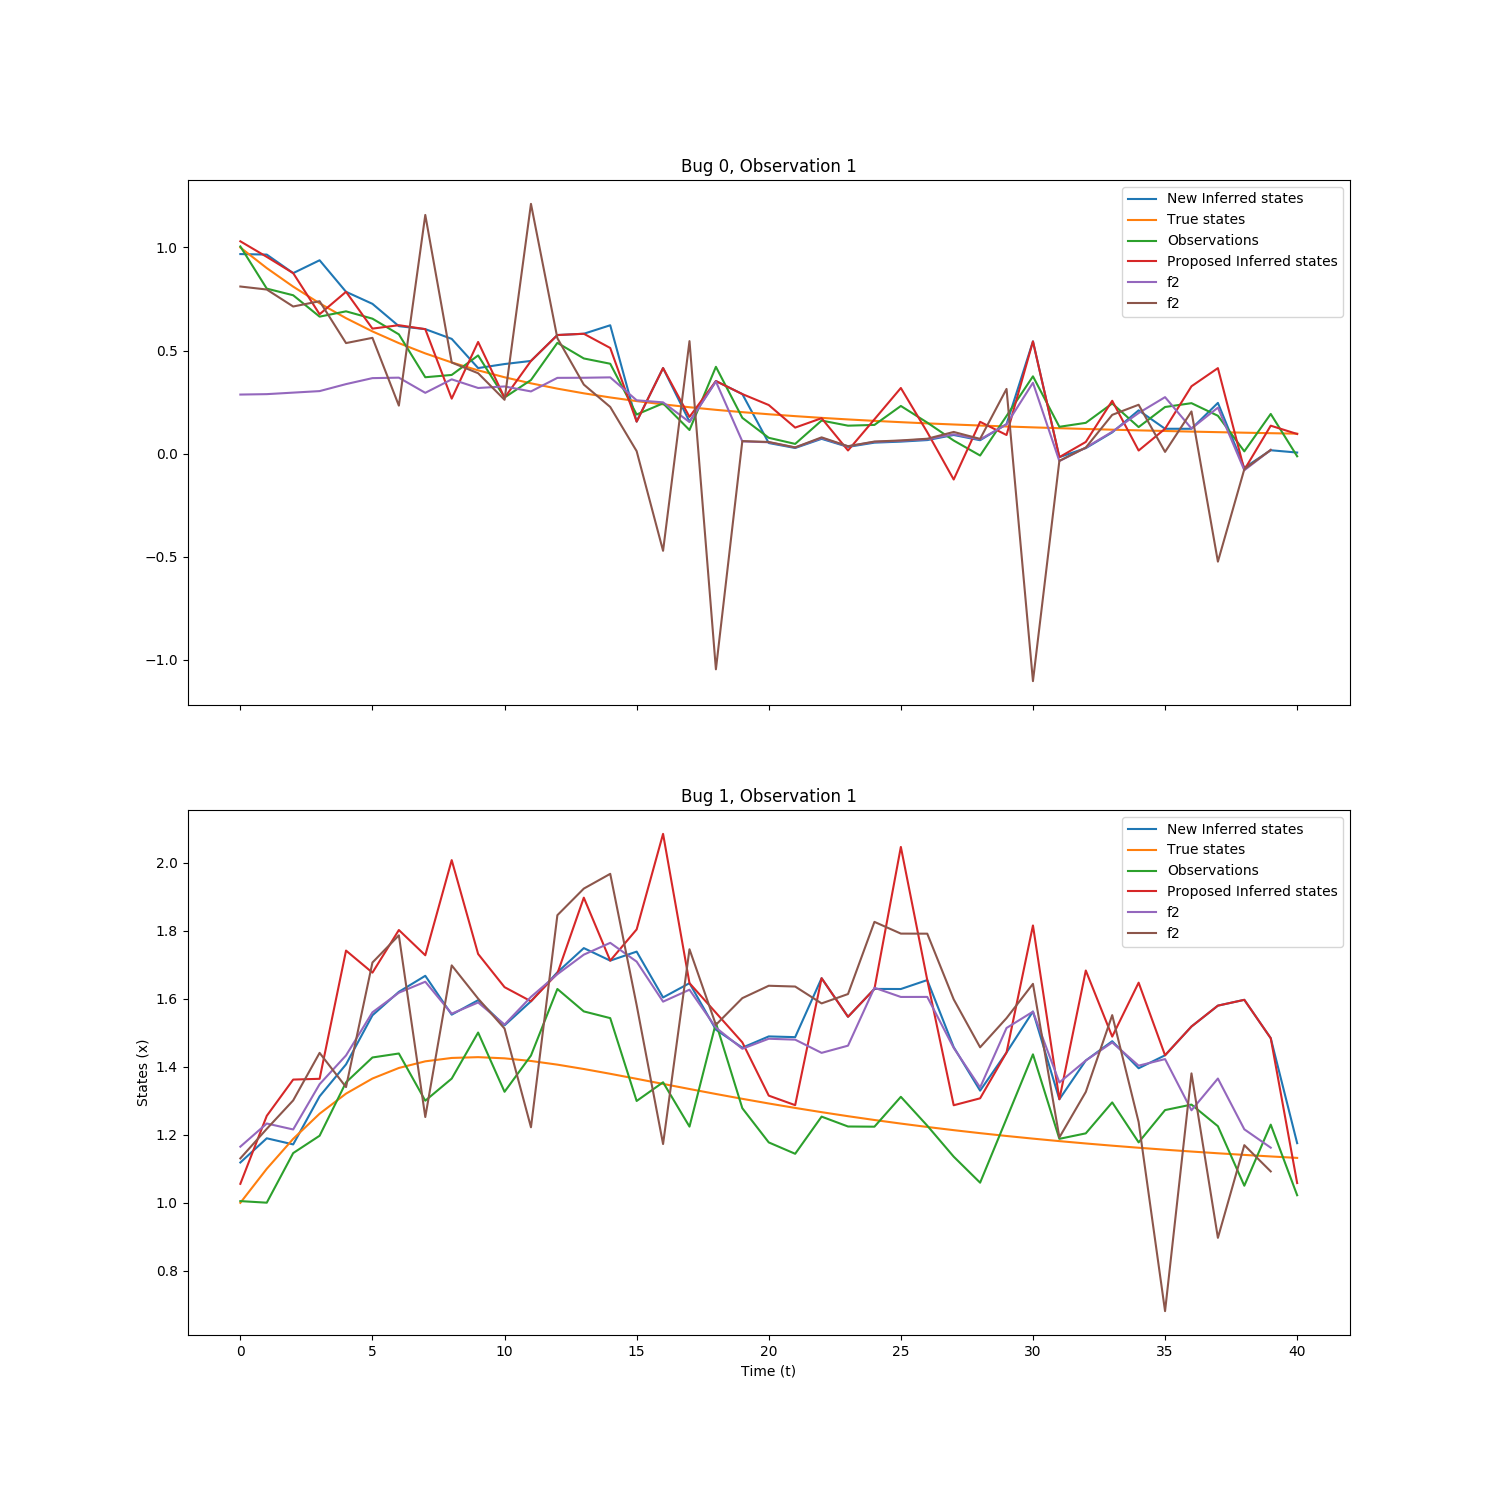 Bug 0, Observation 1
New Inferred states
True states
Observations
Proposed Inferred states
f2
f2
1.0
0.5
0.0
−0.5
−1.0
Bug 1, Observation 1
New Inferred states
True states
Observations
Proposed Inferred states
f2
f2
2.0
1.8
1.6
1.4
1.2
1.0
0.8
States (x)
0 5 10 15 20 25 30 35 40
Time (t)